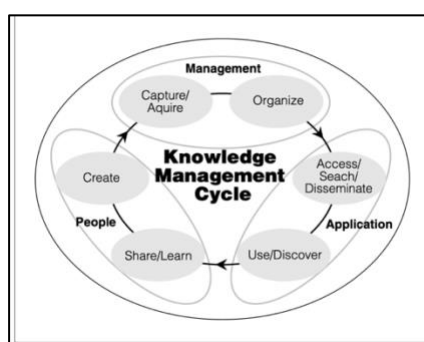 Management
Capture/
Aquire
Organize
Knowledge
Management
Cycle
Create
Access/
Seach/
Disseminate
People
Application
Share/Learn
Use/Discover